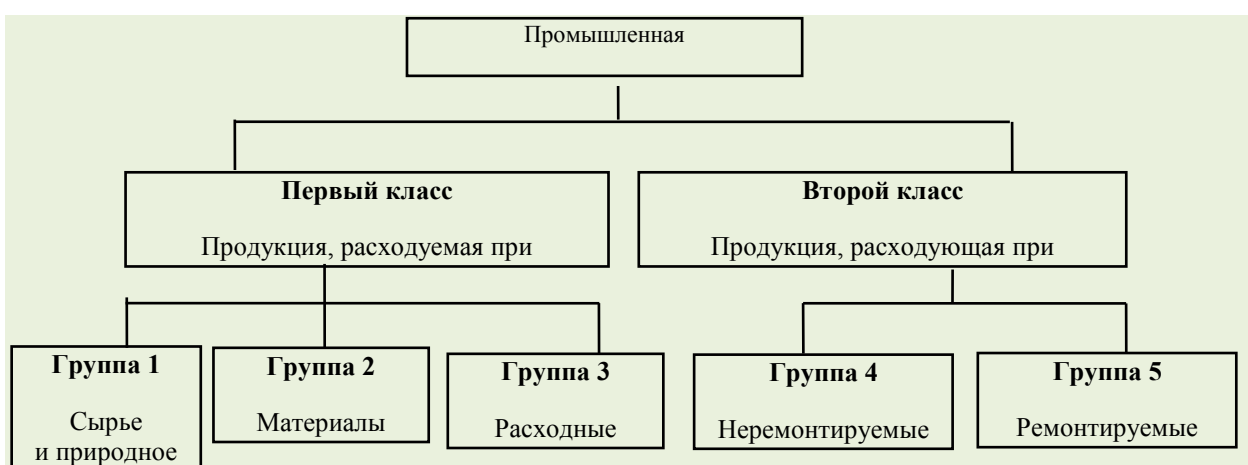 Промышленная
Первый класс
Продукция, расходуемая при
Второй класс
Продукция, расходующая при
Группа 1
Сырье
и природное
Группа 2
Материалы
Группа 3
Расходные
Группа 4
Неремонтируемые
Группа 5
Ремонтируемые